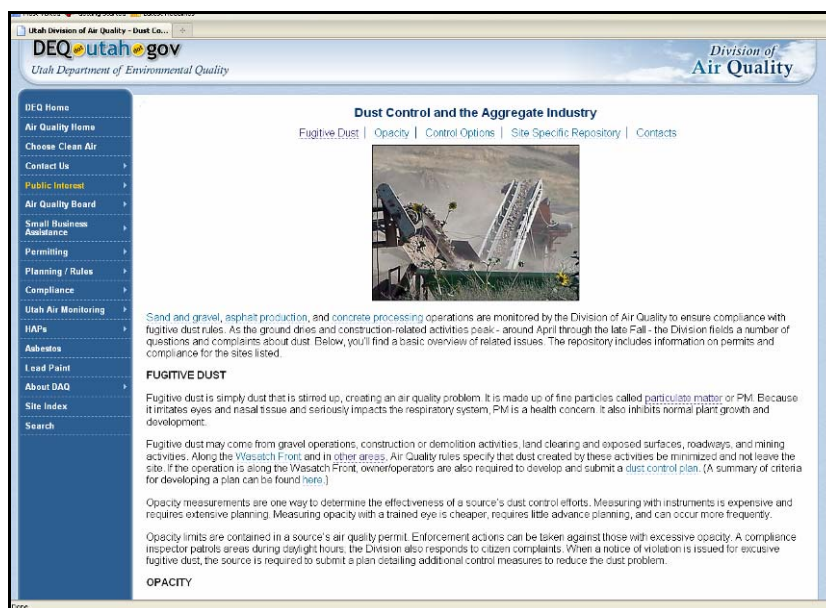 Utah Division of Air Quality - Dust Co...
DEQ utah gov
Utah Department of Environmental Quality
Division of
Air Quality
DEQ Home
Air Quality Home
Choose Clean Air
Contact Us
Public Interest
Air Quality Board
Small Business
Assistance
Permitting
Planning / Rules
Compliance
Utah Air Monitoring
HAPs
Asbestos
Lead Paint
About DAQ
Site Index
Search
Dust Control and the Aggregate Industry
Fugitive Dust | Opacity | Control Options | Site Specific Repository | Contacts
Sand and gravel, asphalt production, and concrete processing operations are monitored by the Division of Air Quality to ensure compliance with
fugitive dust rules. As the ground dries and construction-related activities peak - around April through the late Fall - the Division fields a number of
questions and complaints about dust. Below, you'll find a basic overview of related issues. The repository includes information on permits and
compliance for the sites listed.
FUGITIVE DUST
Fugitive dust is simply dust that is stirred up, creating an air quality problem. It is made up of fine particles called particulate matter or PM. Because
it irritates eyes and nasal tissue and seriously impacts the respiratory system, PM is a health concern. It also inhibits normal plant growth and
development.
Fugitive dust may come from gravel operations, construction or demolition activities, land clearing and exposed surfaces, roadways, and mining
activities. Along the Wasatch Front and in other areas, Air Quality rules specify that dust created by these activities be minimized and not leave the
site. If the operation is along the Wasatch Front, owner/operators are also required to develop and submit a dust control plan. (A summary of criteria
for developing a plan can be found here.)
Opacity measurements are one way to determine the effectiveness of a source's dust control efforts. Measuring with instruments is expensive and
requires extensive planning. Measuring opacity with a trained eye is cheaper, requires little advance planning, and can occur more frequently.
Opacity limits are contained in a source's air quality permit. Enforcement actions can be taken against those with excessive opacity. A compliance
inspector patrols areas during daylight hours; the Division also responds to citizen complaints. When a notice of violation is issued for excusive
fugitive dust, the source is required to submit a plan detailing additional control measures to reduce the dust problem.
OPACITY